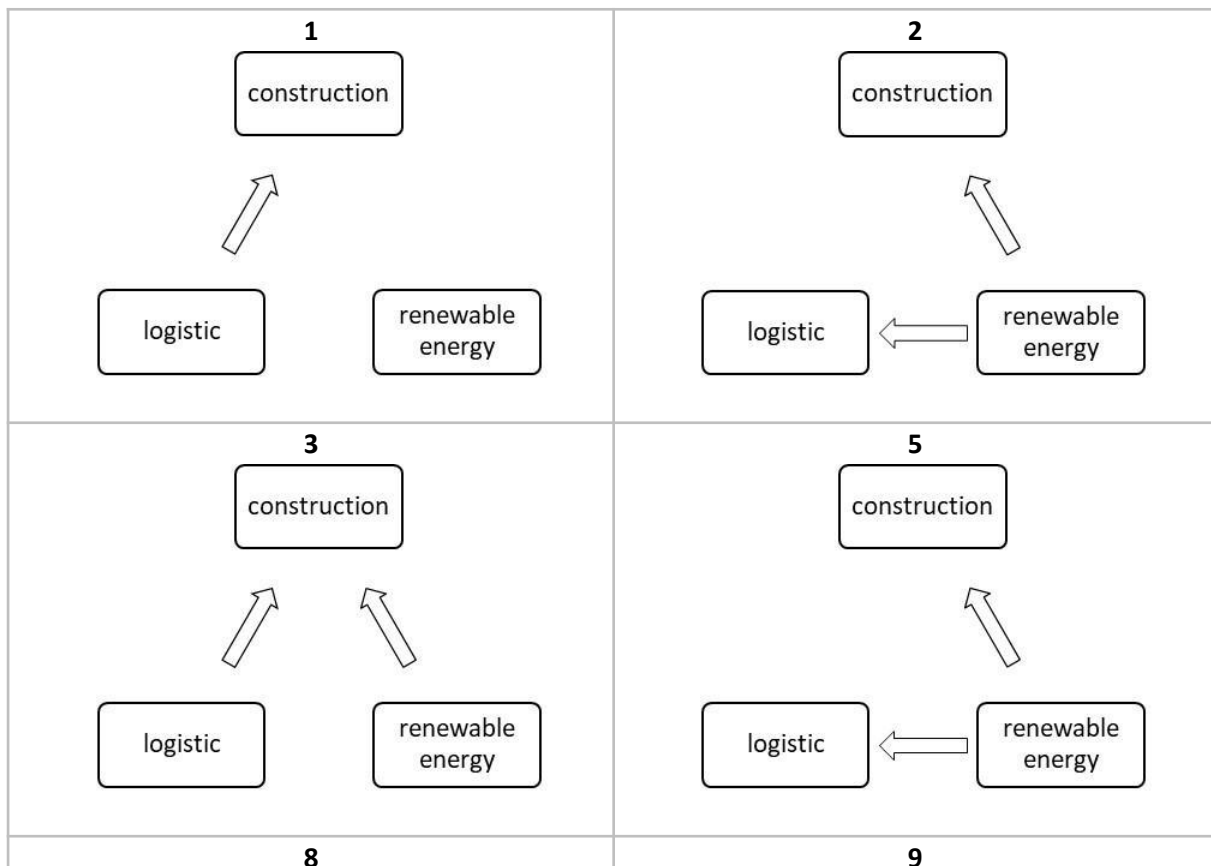 1
construction
logistic
renewable
energy
2
construction
logistic
renewable
energy
3
construction
logistic
renewable
energy
5
construction
logistic
renewable
energy
8
9